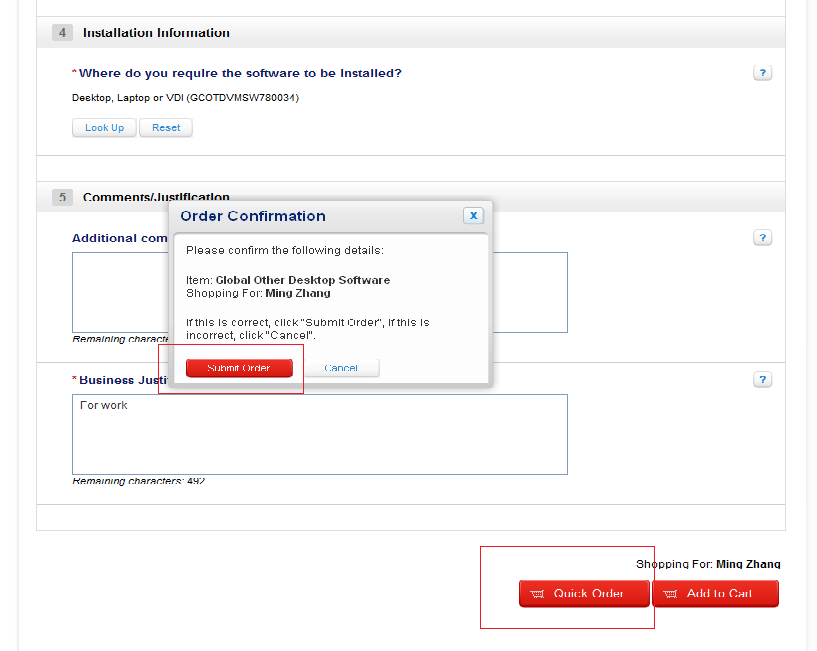 4 Installation Information
* Where do you require the software to be installed?
?
Desktop, Laptop or VDI (GCOTDVMSW780034)
Look Up Reset
5 Comments/Justification
Order Confirmation x
Additional com
?
Please confirm the following details:
Item: Global Other Desktop Software
Shopping For: Ming Zhang
If this is correct, click "Submit Order", if this is
incorrect, click "Cancel".
Remaining characte
Submit Order Cancel
* Business Justi
?
For work
Remaining characters: 492
Shopping For: Ming Zhang
Quick Order Add to Cart